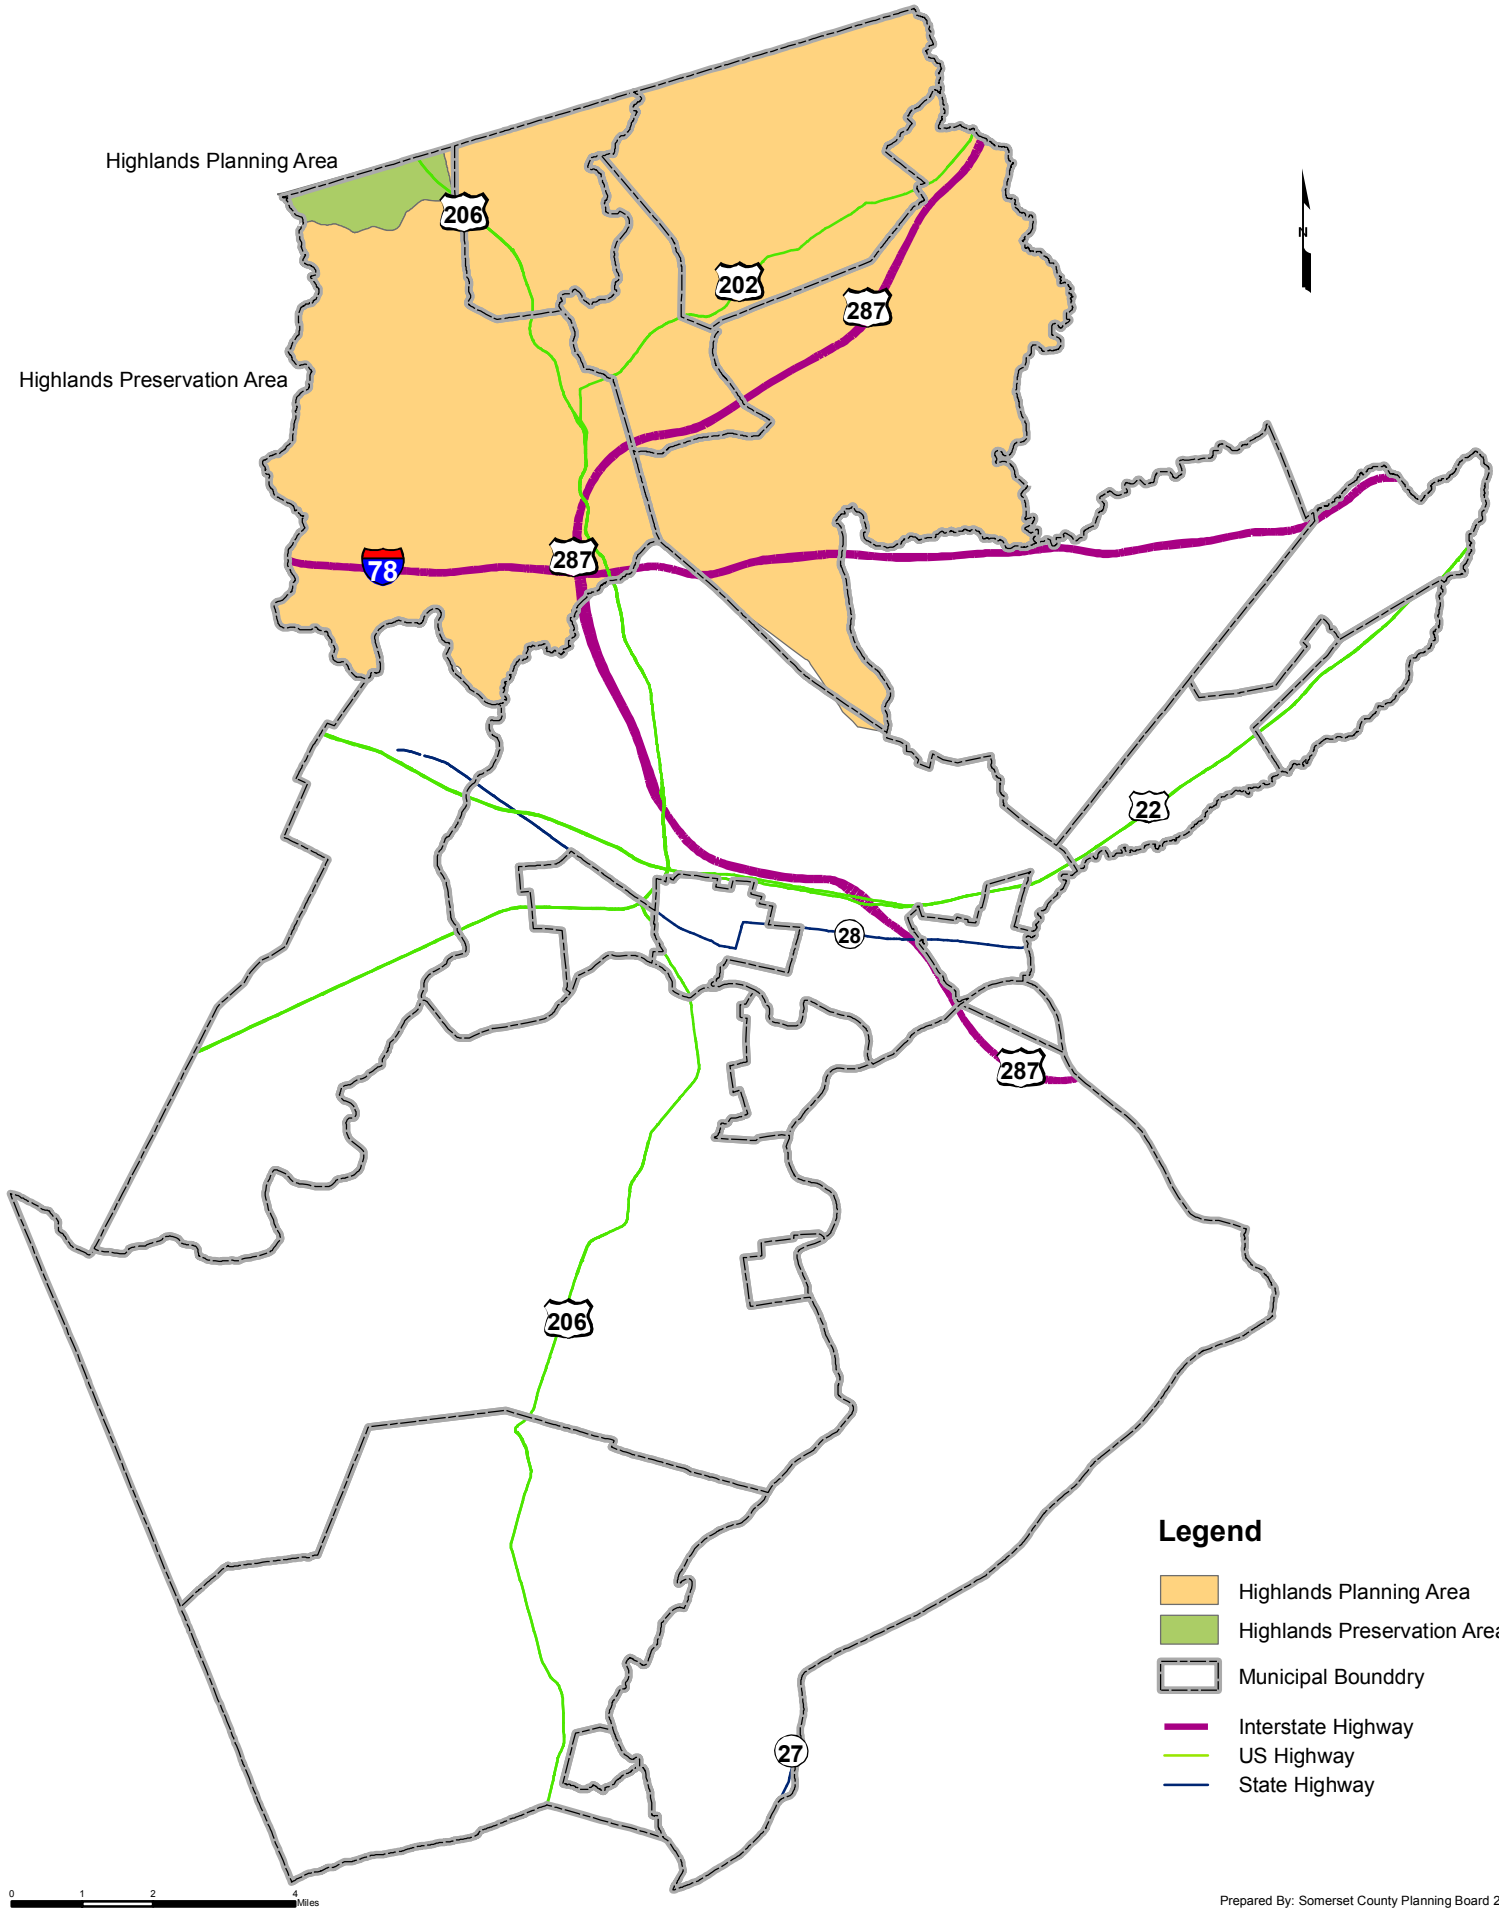 Highlands Planning Area
206
202
287
Highlands Preservation Area
287
78
22
28
287
206
N
Legend
Highlands Planning Area
Highlands Preservation Area
Municipal Bounddry
Interstate Highway
US Highway
State Highway
27
0 1 2 4
Miles
Prepared By: Somerset County Planning Board 2